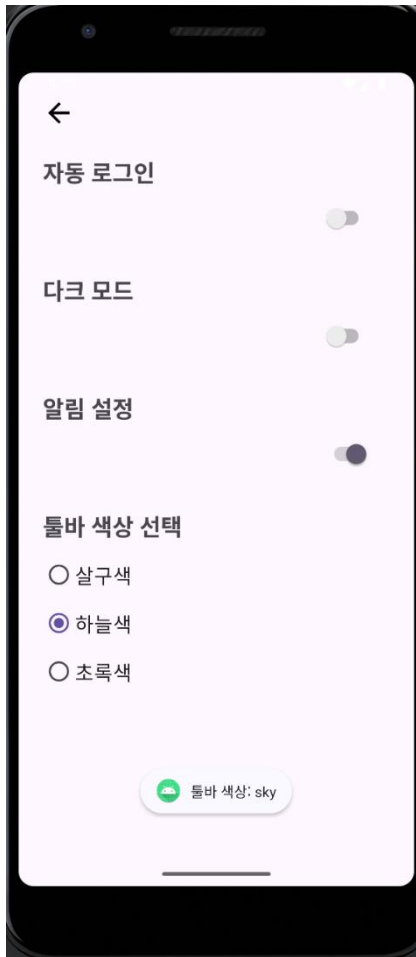 자동 로그인
다크 모드
알림 설정
툴바 색상 선택
살구색
하늘색
초록색
툴바 색상: sky